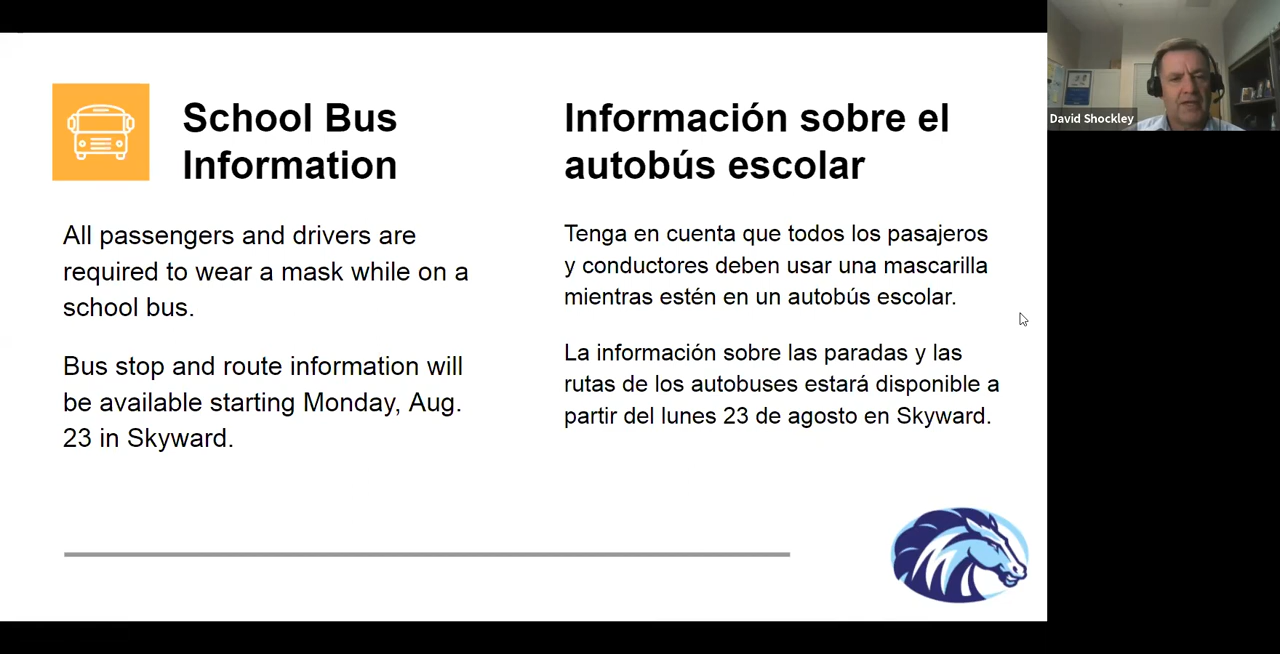 School Bus
Information
All passengers and drivers are
required to wear a mask while on a
school bus.
Bus stop and route information will
be available starting Monday, Aug.
23 in Skyward.
Información sobre el
autobús escolar
Tenga en cuenta que todos los pasajeros
y conductores deben usar una mascarilla
mientras estén en un autobús escolar.
La información sobre las paradas y las
rutas de los autobuses estará disponible a
partir del lunes 23 de agosto en Skyward.
David Shockley